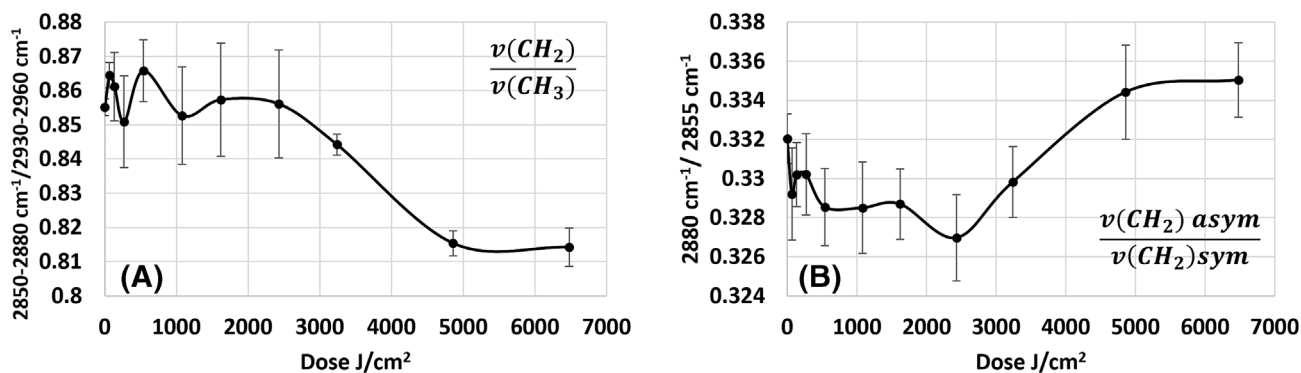 2850-2880 cm⁻¹/2930-2960 cm⁻¹
0.88
0.87
0.86
0.85
0.84
0.83
0.82
0.81
0.8
0 1000 2000 3000 4000 5000 6000 7000
Dose J/cm²
v(CH₂)
v(CH₃)
(A)
2880 cm⁻¹/ 2855 cm⁻¹
0.338
0.336
0.334
0.332
0.33
0.328
0.326
0.324
0 1000 2000 3000 4000 5000 6000 7000
Dose J/cm²
v(CH₂) asym
v(CH₂)sym
(B)